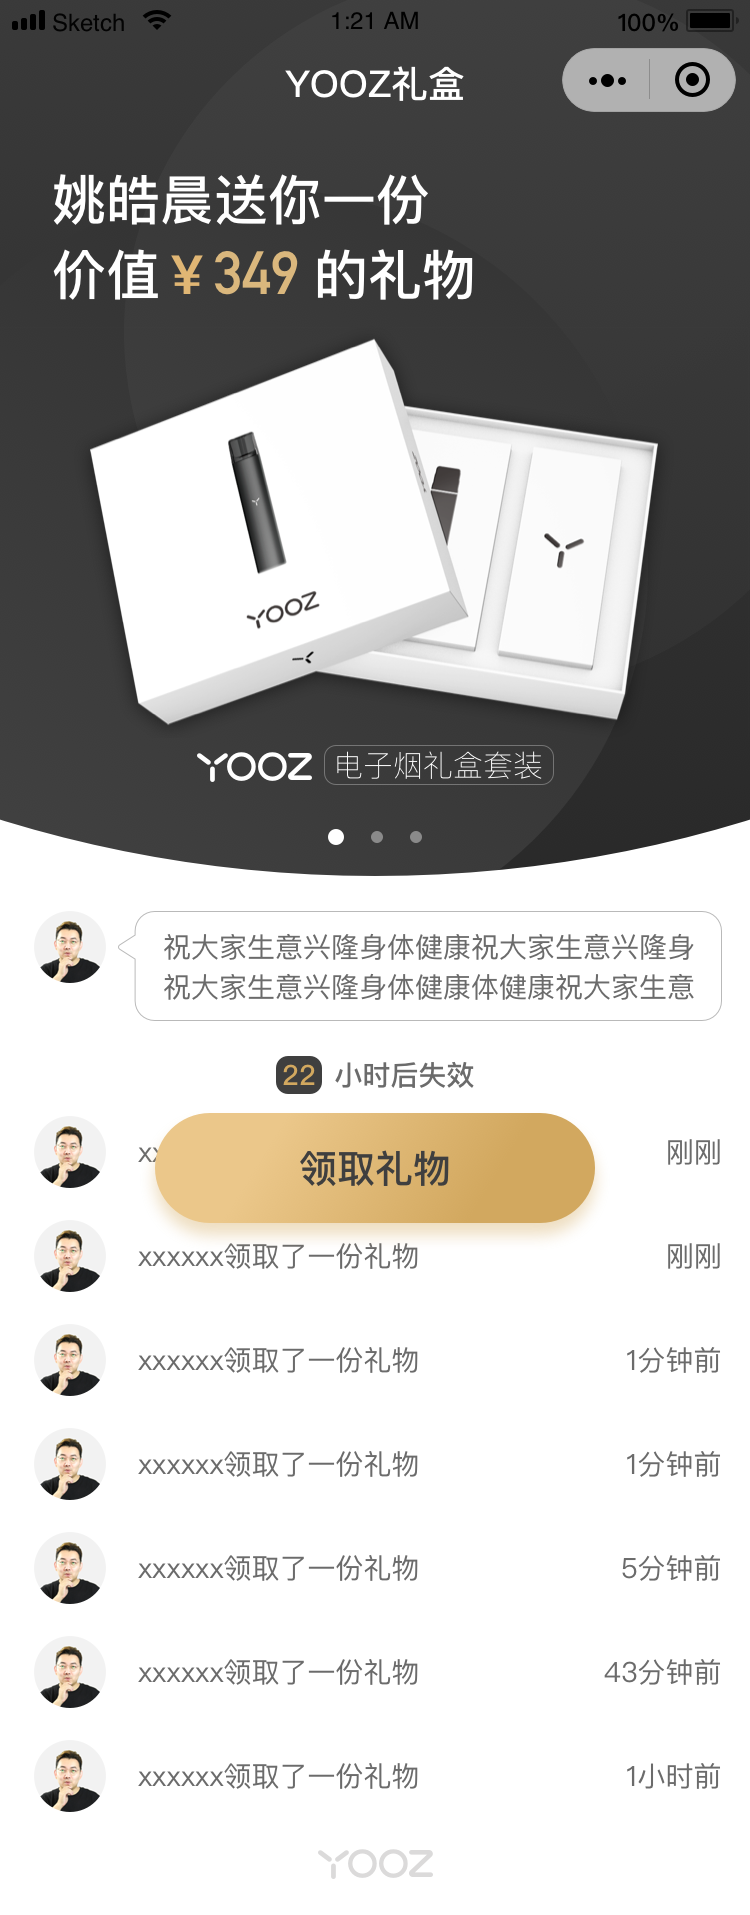 Sketch 1:21 AM 100%
YOOZ礼盒
姚皓晨送你一份
价值￥349 的礼物
YOOZ
YOOZ 电子烟礼盒套装
祝大家生意兴隆身体健康祝大家生意兴隆身
祝大家生意兴隆身体健康体健康祝大家生意
22 小时后失效
领取礼物
xx 刚刚
xxxxxx领取了一份礼物 刚刚
xxxxxx领取了一份礼物 1分钟前
xxxxxx领取了一份礼物 1分钟前
xxxxxx领取了一份礼物 5分钟前
xxxxxx领取了一份礼物 43分钟前
xxxxxx领取了一份礼物 1小时前
YOOZ